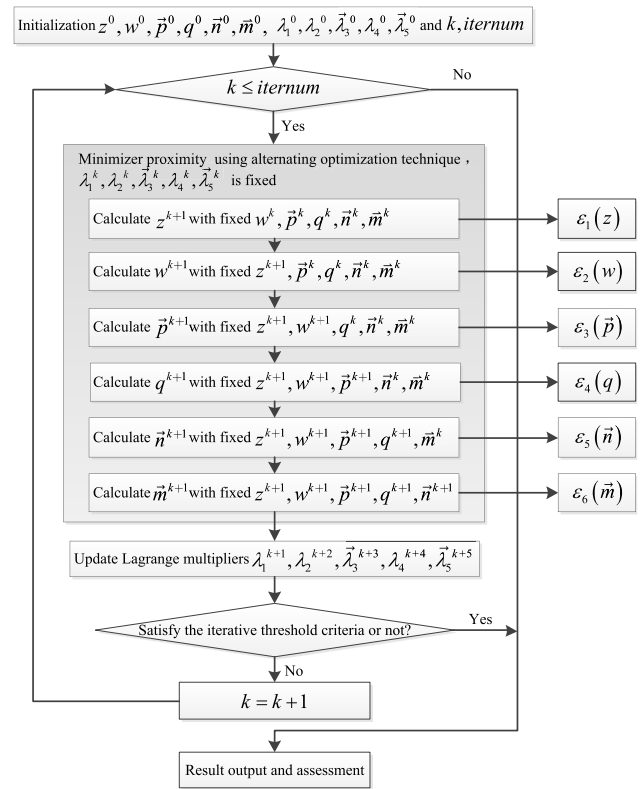 Initialization z⁰, w⁰, p⃗⁰, q⁰, n⃗⁰, m⃗⁰, λ₁⁰, λ₂⁰, λ⃗₃⁰, λ₄⁰, λ⃗₅⁰ and k, iternum
k ≤ iternum
No
Yes
Minimizer proximity using alternating optimization technique,
λ₁ᵏ, λ₂ᵏ, λ⃗₃ᵏ, λ₄ᵏ, λ⃗₅ᵏ is fixed
Calculate zᵏ⁺¹ with fixed wᵏ, p⃗ᵏ, qᵏ, n⃗ᵏ, m⃗ᵏ
ε₁(z)
Calculate wᵏ⁺¹ with fixed zᵏ⁺¹, p⃗ᵏ, qᵏ, n⃗ᵏ, m⃗ᵏ
ε₂(w)
Calculate p⃗ᵏ⁺¹ with fixed zᵏ⁺¹, wᵏ⁺¹, qᵏ, n⃗ᵏ, m⃗ᵏ
ε₃(p⃗)
Calculate qᵏ⁺¹ with fixed zᵏ⁺¹, wᵏ⁺¹, p⃗ᵏ⁺¹, n⃗ᵏ, m⃗ᵏ
ε₄(q)
Calculate n⃗ᵏ⁺¹ with fixed zᵏ⁺¹, wᵏ⁺¹, p⃗ᵏ⁺¹, qᵏ⁺¹, m⃗ᵏ
ε₅(n⃗)
Calculate m⃗ᵏ⁺¹ with fixed zᵏ⁺¹, wᵏ⁺¹, p⃗ᵏ⁺¹, qᵏ⁺¹, n⃗ᵏ⁺¹
ε₆(m⃗)
Update Lagrange multipliers λ₁ᵏ⁺¹, λ₂ᵏ⁺², λ⃗₃ᵏ⁺³, λ₄ᵏ⁺⁴, λ⃗₅ᵏ⁺⁵
Satisfy the iterative threshold criteria or not?
Yes
No
k = k+1
Result output and assessment